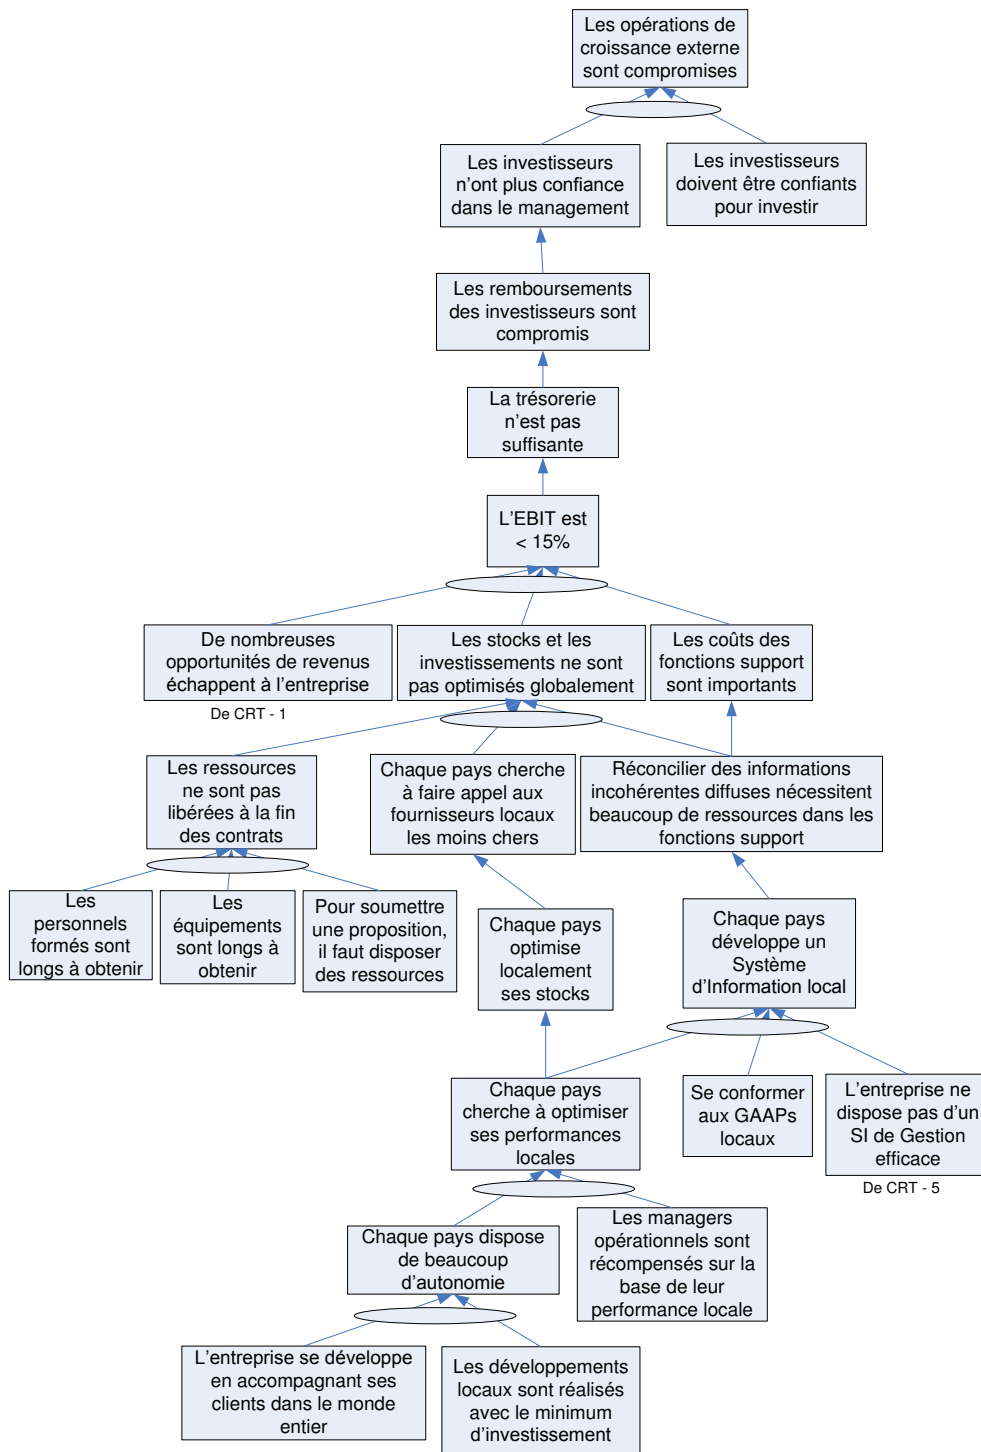 Les opérations de
croissance externe
sont compromises
Les investisseurs
n'ont plus confiance
dans le management
Les investisseurs
doivent être confiants
pour investir
Les remboursements
des investisseurs sont
compromis
La trésorerie
n'est pas
suffisante
L'EBIT est
< 15%
De nombreuses
opportunités de revenus
échappent à l'entreprise
De CRT - 1
Les stocks et les
investissements ne sont
pas optimisés globalement
Les coûts des
fonctions support
sont importants
Les ressources
ne sont pas
libérées à la fin
des contrats
Chaque pays cherche
à faire appel aux
fournisseurs locaux
les moins chers
Réconcilier des informations
incohérentes diffuses nécessitent
beaucoup de ressources dans les
fonctions support
Les
personnels
formés sont
longs à obtenir
Les
équipements
sont longs à
obtenir
Pour soumettre
une proposition,
il faut disposer
des ressources
Chaque pays
optimise
localement
ses stocks
Chaque pays
développe un
Système
d'Information local
Chaque pays
cherche à optimiser
ses performances
locales
Se conformer
aux GAAPs
locaux
L'entreprise ne
dispose pas d'un
SI de Gestion
efficace
De CRT - 5
Chaque pays dispose
de beaucoup
d'autonomie
Les managers
opérationnels sont
récompensés sur la
base de leur
performance locale
L'entreprise se développe
en accompagnant ses
clients dans le monde
entier
Les développements
locaux sont réalisés
avec le minimum
d'investissement